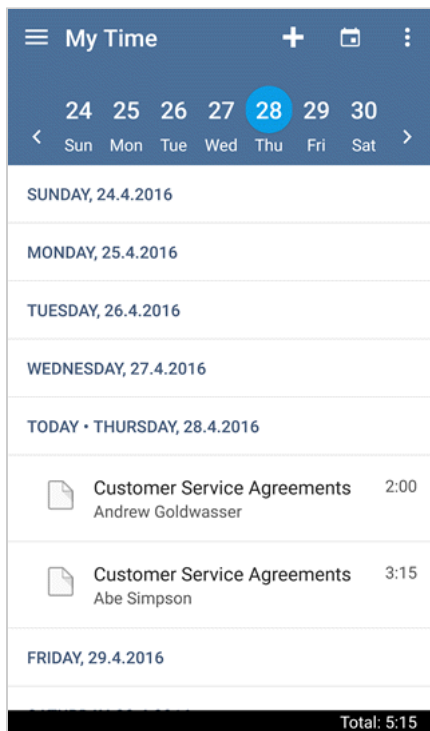 My Time
24 25 26 27 28 29 30
Sun Mon Tue Wed Thu Fri Sat
SUNDAY, 24.4.2016
MONDAY, 25.4.2016
TUESDAY, 26.4.2016
WEDNESDAY, 27.4.2016
TODAY • THURSDAY, 28.4.2016
Customer Service Agreements 2:00
Andrew Goldwasser
Customer Service Agreements 3:15
Abe Simpson
FRIDAY, 29.4.2016
Total: 5:15